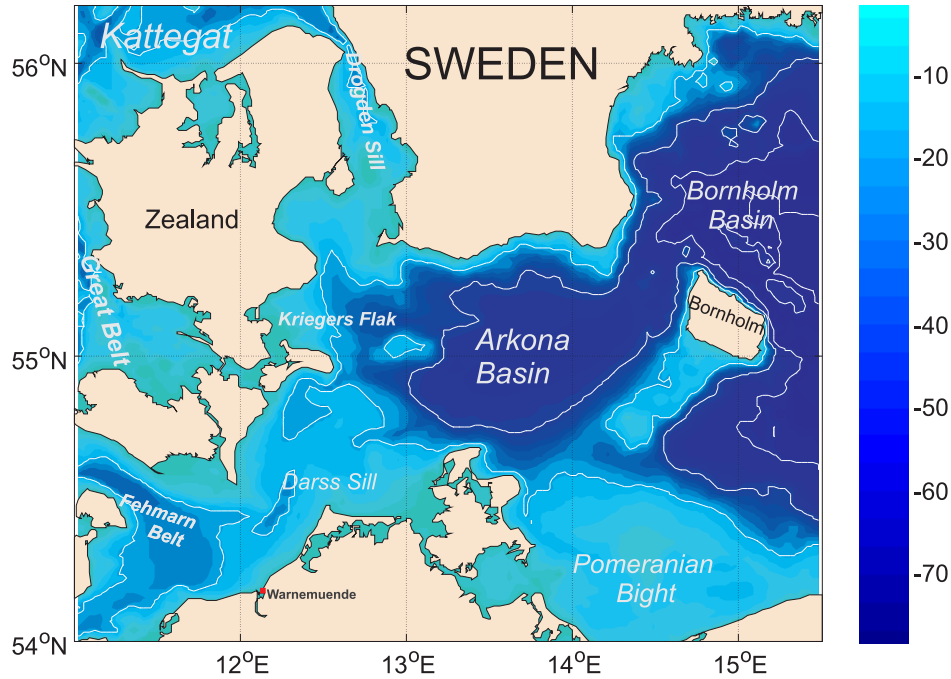 Kattegat
Drogden Sill
SWEDEN
56°N
-10
-20
Bornholm
Basin
Zealand
-30
Great Belt
Kriegers Flak
Bornholm
Arkona
Basin
55°N
-40
-50
Darss Sill
Fehmarn
Belt
-60
Pomeranian
Bight
Warnemuende
-70
54°N
12°E
13°E
14°E
15°E